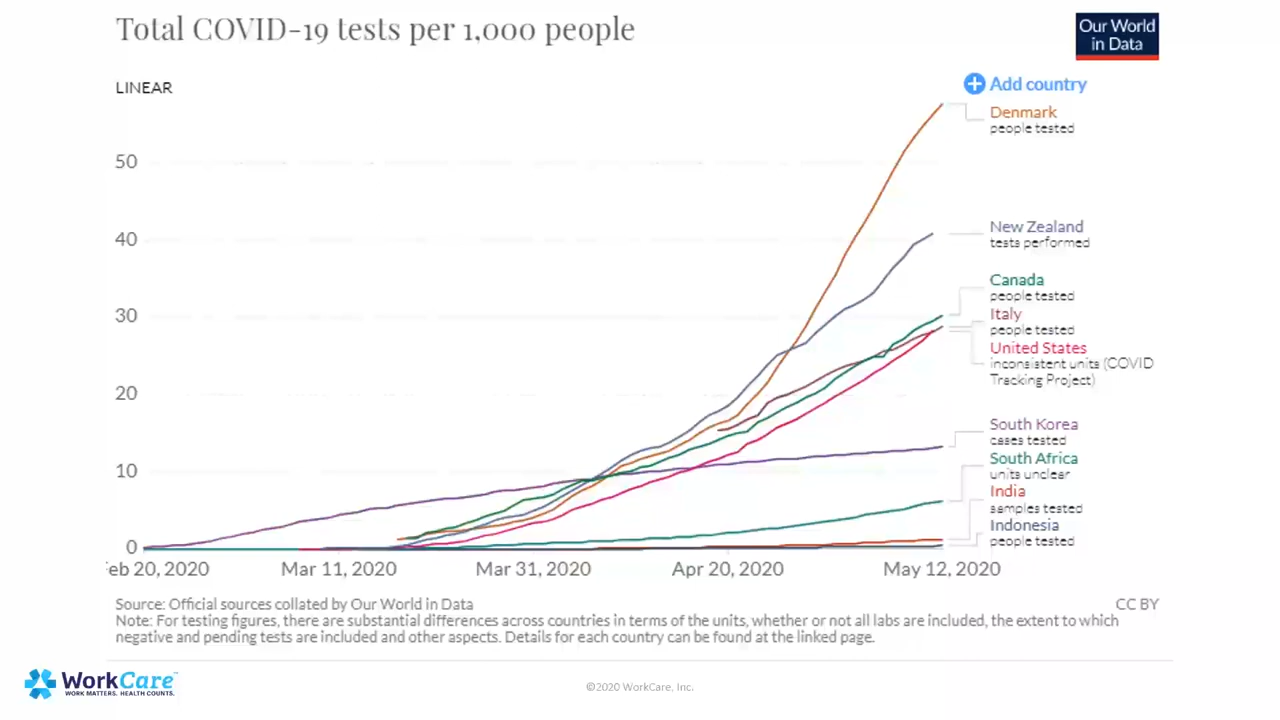 Total COVID-19 tests per 1,000 people
Our World
in Data
LINEAR
Add country
Denmark
people tested
50
New Zealand
tests performed
40
Canada
people tested
30
Italy
people tested
United States
inconsistent units (COVID
Tracking Project)
20
South Korea
cases tested
10
South Africa
units unclear
India
samples tested
Indonesia
people tested
0
eb 20, 2020
Mar 11, 2020
Mar 31, 2020
Apr 20, 2020
May 12, 2020
Source: Official sources collated by Our World in Data
CC BY
Note: For testing figures, there are substantial differences across countries in terms of the units, whether or not all labs are included, the extent to which
negative and pending tests are included and other aspects. Details for each country can be found at the linked page.
WorkCare™
WORK MATTERS. HEALTH COUNTS.
©2020 WorkCare, Inc.